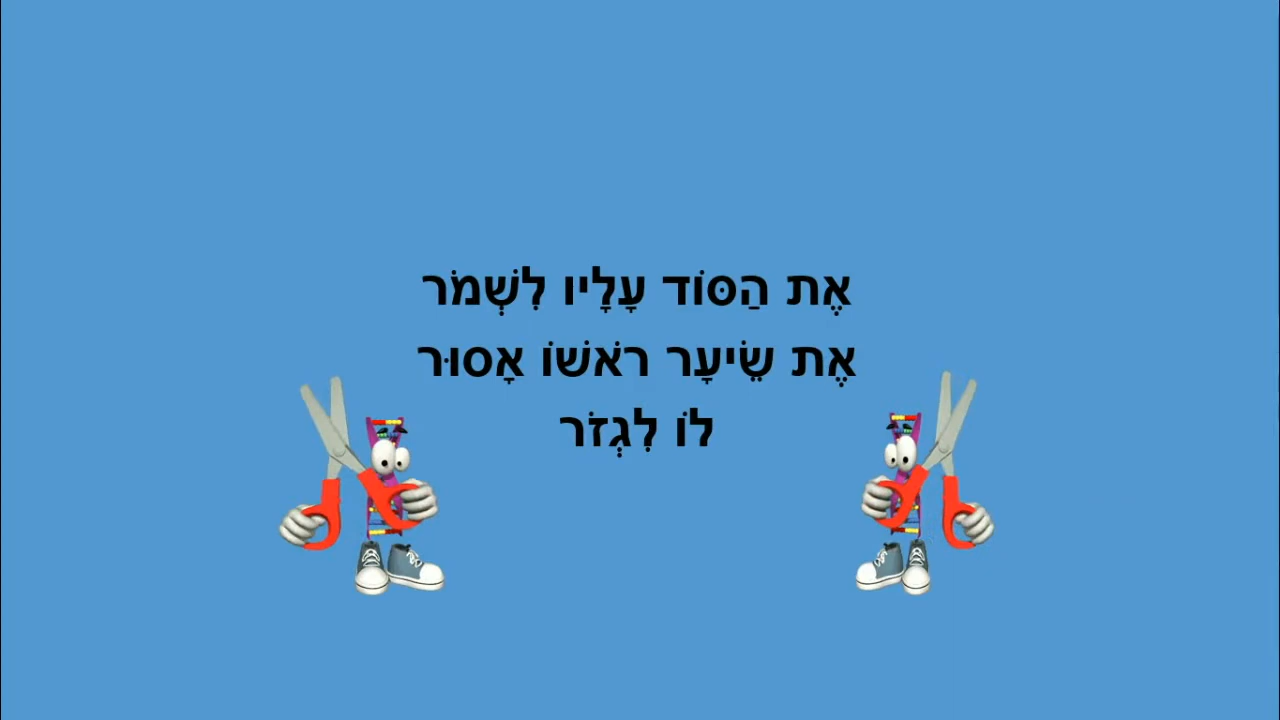 אֶת הַסּוֹד עָלָיו לִשְׁמֹר
אֶת שֵׂיעָר רֹאשׁוֹ אָסוּר
לוֹ לִגְזֹר